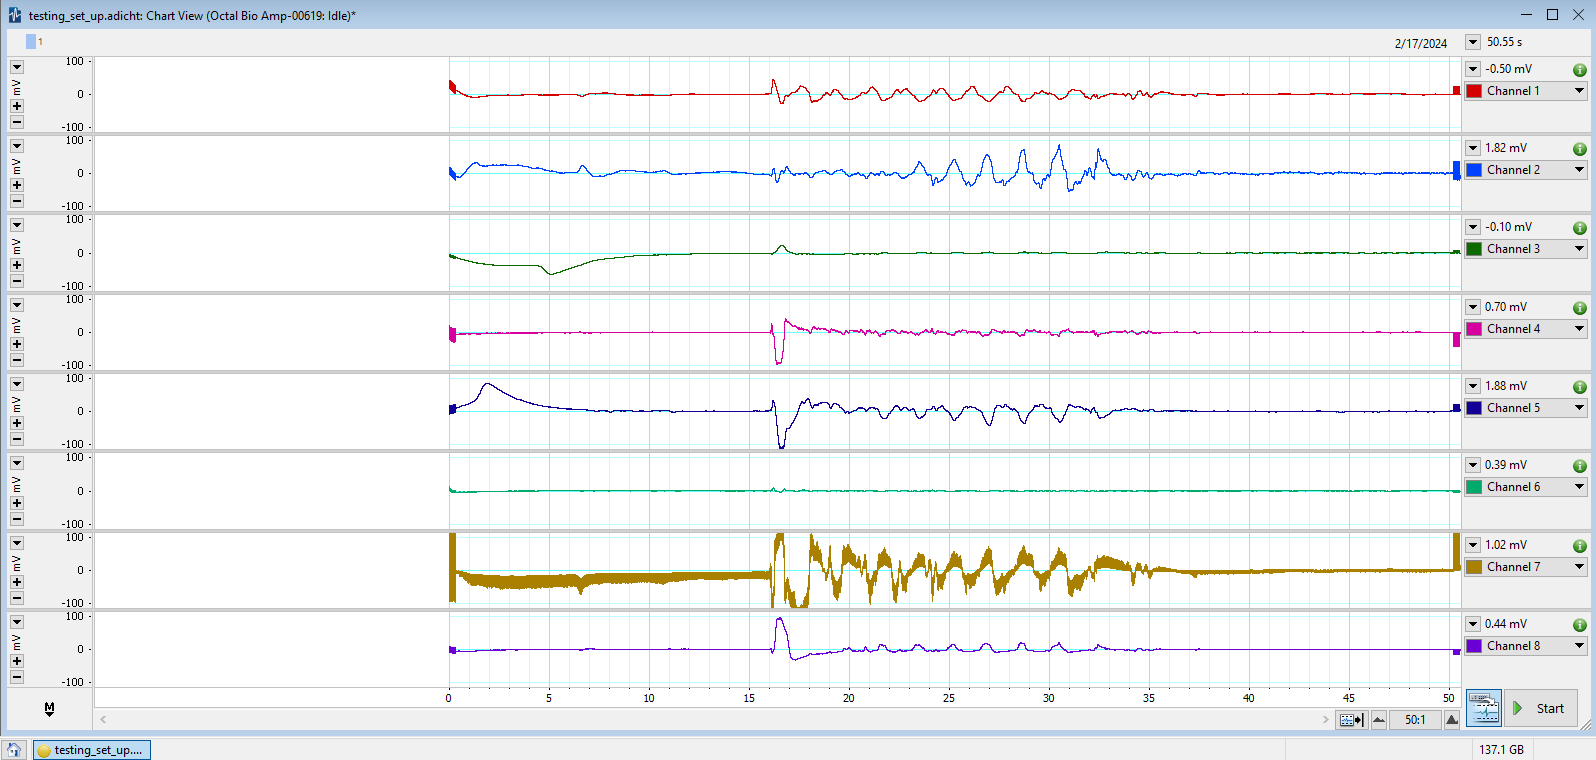 testing_set_up.adicht: Chart View (Octal Bio Amp-00619: Idle)*
1
2/17/2024
50.55 s
100
0
-100
mV
-0.50 mV
Channel 1
100
0
-100
mV
1.82 mV
Channel 2
100
0
-100
mV
-0.10 mV
Channel 3
100
0
-100
mV
0.70 mV
Channel 4
100
0
-100
mV
1.88 mV
Channel 5
100
0
-100
mV
0.39 mV
Channel 6
100
0
-100
mV
1.02 mV
Channel 7
100
0
-100
mV
0.44 mV
Channel 8
0 5 10 15 20 25 30 35 40 45 50
M
50:1
Start
testing_set_up....
137.1 GB